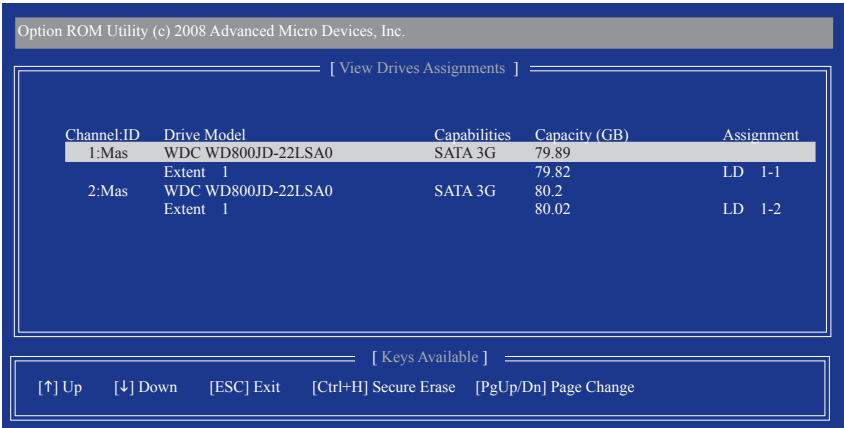 Option ROM Utility (c) 2008 Advanced Micro Devices, Inc.
[ View Drives Assignments ]
Channel:ID Drive Model Capabilities Capacity (GB) Assignment
1:Mas WDC WD800JD-22LSA0 SATA 3G 79.89
Extent 1 79.82 LD 1-1
2:Mas WDC WD800JD-22LSA0 SATA 3G 80.2
Extent 1 80.02 LD 1-2
[ Keys Available ]
[↑] Up [↓] Down [ESC] Exit [Ctrl+H] Secure Erase [PgUp/Dn] Page Change